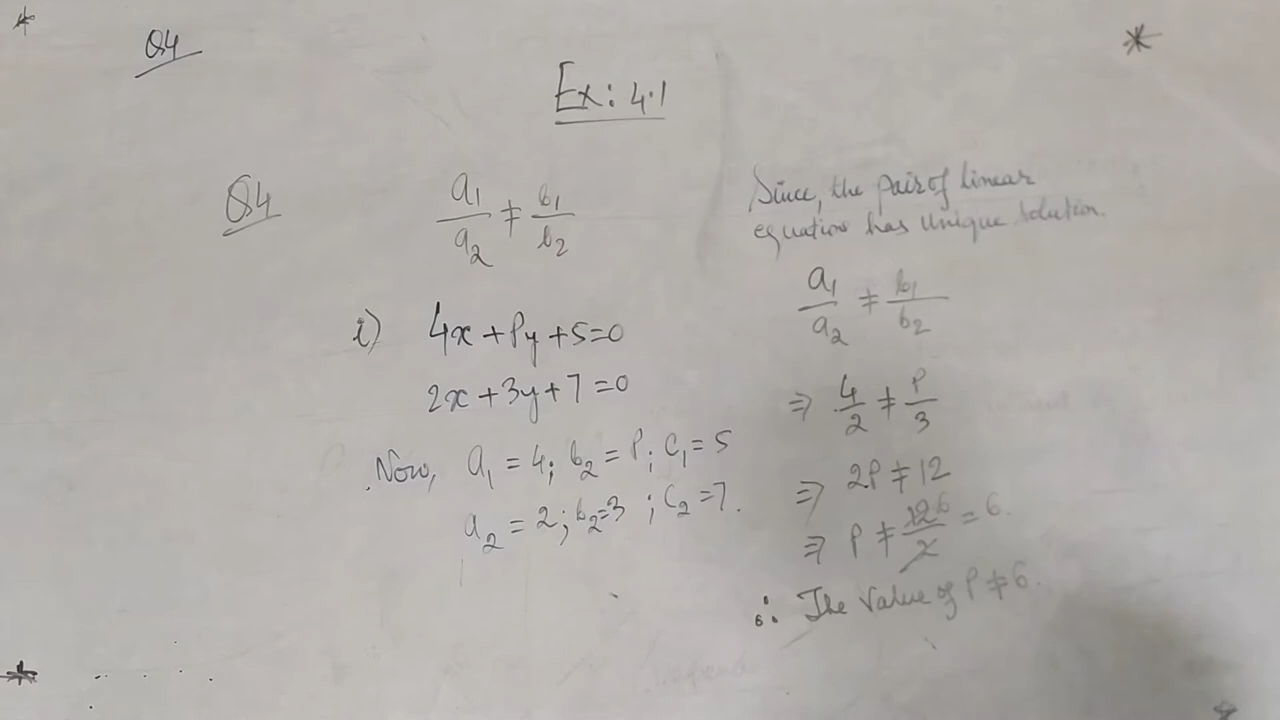 Q4
Ex: 4.1
Q4
a₁/a₂ ≠ b₁/b₂
i) 4x + Py + 5 = 0
2x + 3y + 7 = 0
Now, a₁ = 4; b₂ = P; C₁ = 5
a₂ = 2; b₂ = 3; C₂ = 7.
Since, the pair of linear
equation has unique solution.
a₁/a₂ ≠ b₁/b₂
⇒ 4/2 ≠ P/3
⇒ 2P ≠ 12
⇒ P ≠ 12 6/2 = 6.
∴ The value of P ≠ 6.